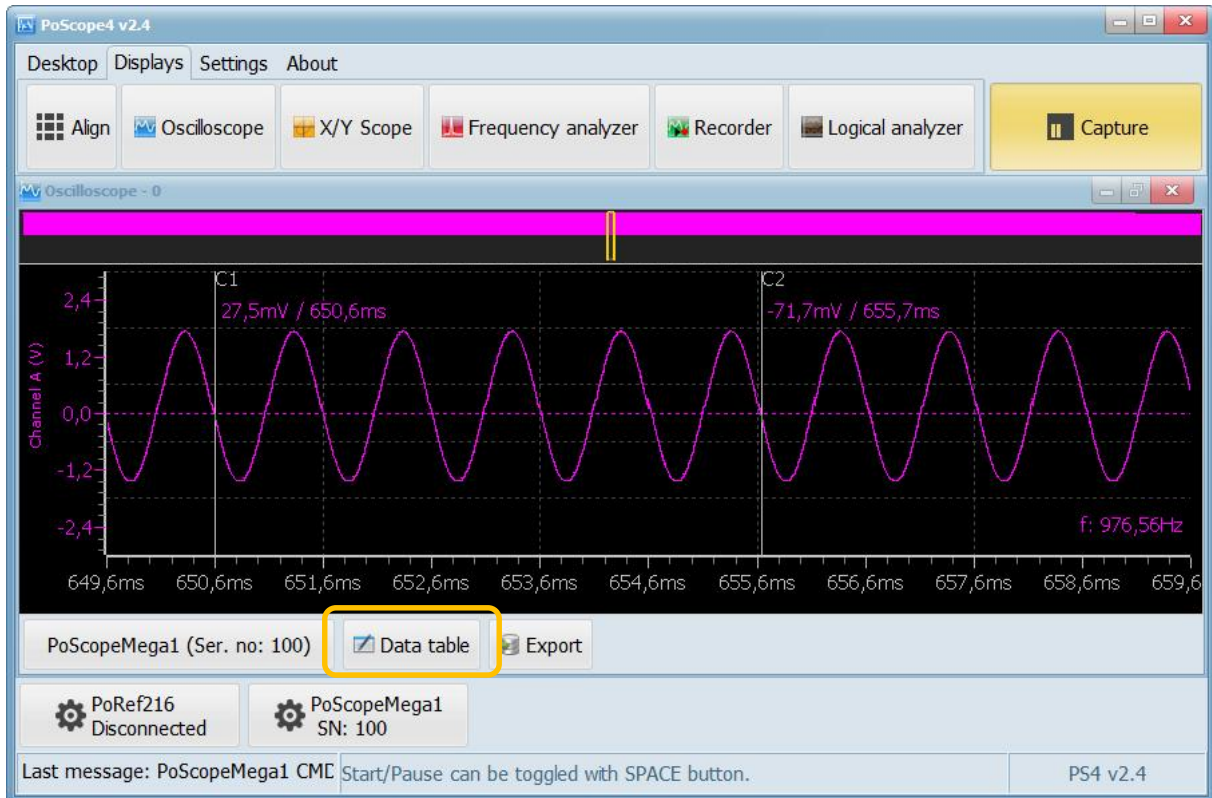 PoScope4 v2.4
Desktop Displays Settings About
Align Oscilloscope X/Y Scope Frequency analyzer Recorder Logical analyzer Capture
Oscilloscope - 0
C1 C2
27,5mV / 650,6ms -71,7mV / 655,7ms
Channel A (V)
2,4
1,2
0,0
-1,2
-2,4
f: 976,56Hz
649,6ms 650,6ms 651,6ms 652,6ms 653,6ms 654,6ms 655,6ms 656,6ms 657,6ms 658,6ms 659,6
PoScopeMega1 (Ser. no: 100) Data table Export
PoRef216 PoScopeMega1
Disconnected SN: 100
Last message: PoScopeMega1 CMD Start/Pause can be toggled with SPACE button. PS4 v2.4